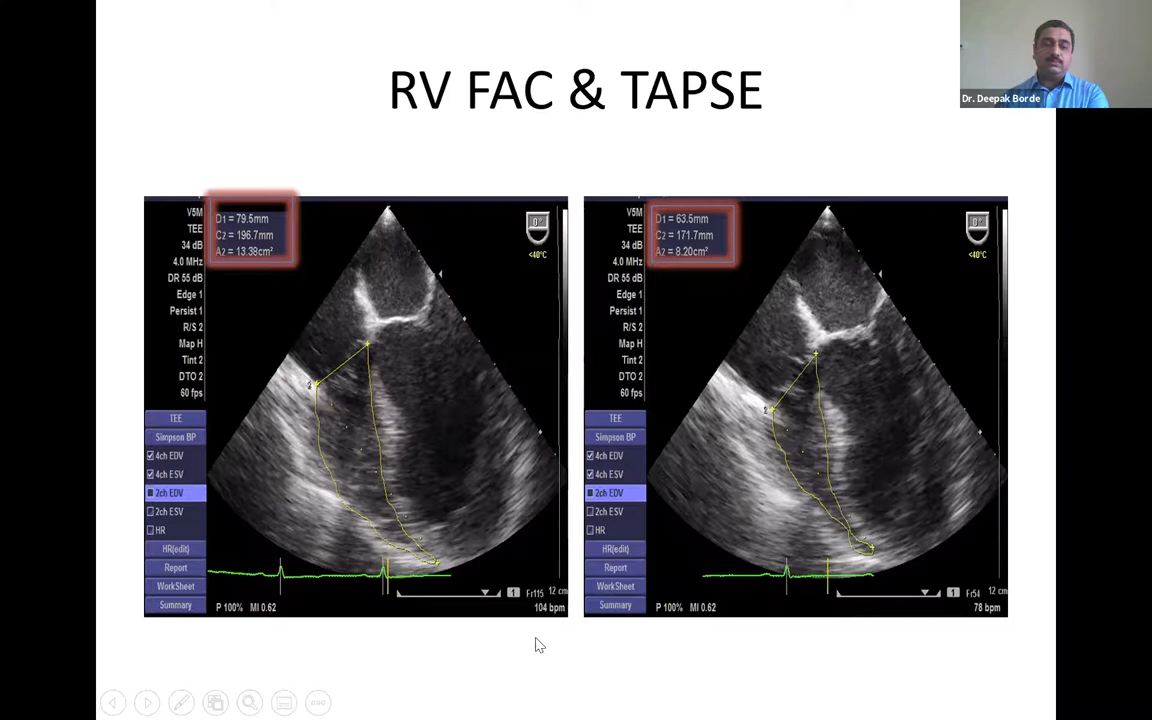 RV FAC & TAPSE
Dr. Deepak Borde
D1 = 79.5mm
C2 = 196.7mm
A2 = 13.38cm²
V5M
TEE
34 dB
4.0 MHz
DR 55 dB
Edge 1
Persist 1
R/S 2
Map H
Tint 2
DTO 2
60 fps
TEE
Simpson BP
4ch EDV
4ch ESV
2ch EDV
2ch ESV
HR
HR(edit)
Report
WorkSheet
Summary
0°
<40°C
P 100% MI 0.62
1 Fr115 12 cm
104 bpm
D1 = 63.5mm
C2 = 171.7mm
A2 = 8.20cm²
V5M
TEE
34 dB
4.0 MHz
DR 55 dB
Edge 1
Persist 1
R/S 2
Map H
Tint 2
DTO 2
60 fps
TEE
Simpson BP
4ch EDV
4ch ESV
2ch EDV
2ch ESV
HR
HR(edit)
Report
WorkSheet
Summary
0°
<40°C
P 100% MI 0.62
1 Fr54 12 cm
78 bpm